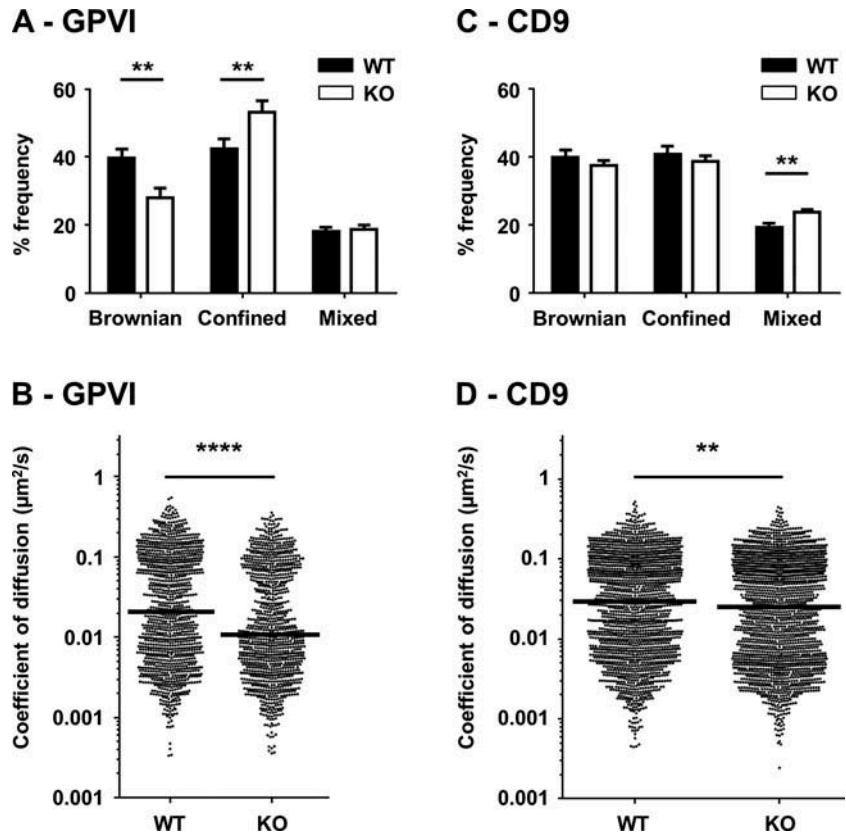 A - GPVI
WT
KO
** **
% frequency
60
40
20
0
Brownian Confined Mixed
C - CD9
WT
KO
**
% frequency
60
40
20
0
Brownian Confined Mixed
B - GPVI
****
Coefficient of diffusion (µm²/s)
1
0.1
0.01
0.001
0.001
WT KO
D - CD9
**
Coefficient of diffusion (µm²/s)
1
0.1
0.01
0.001
0.001
WT KO